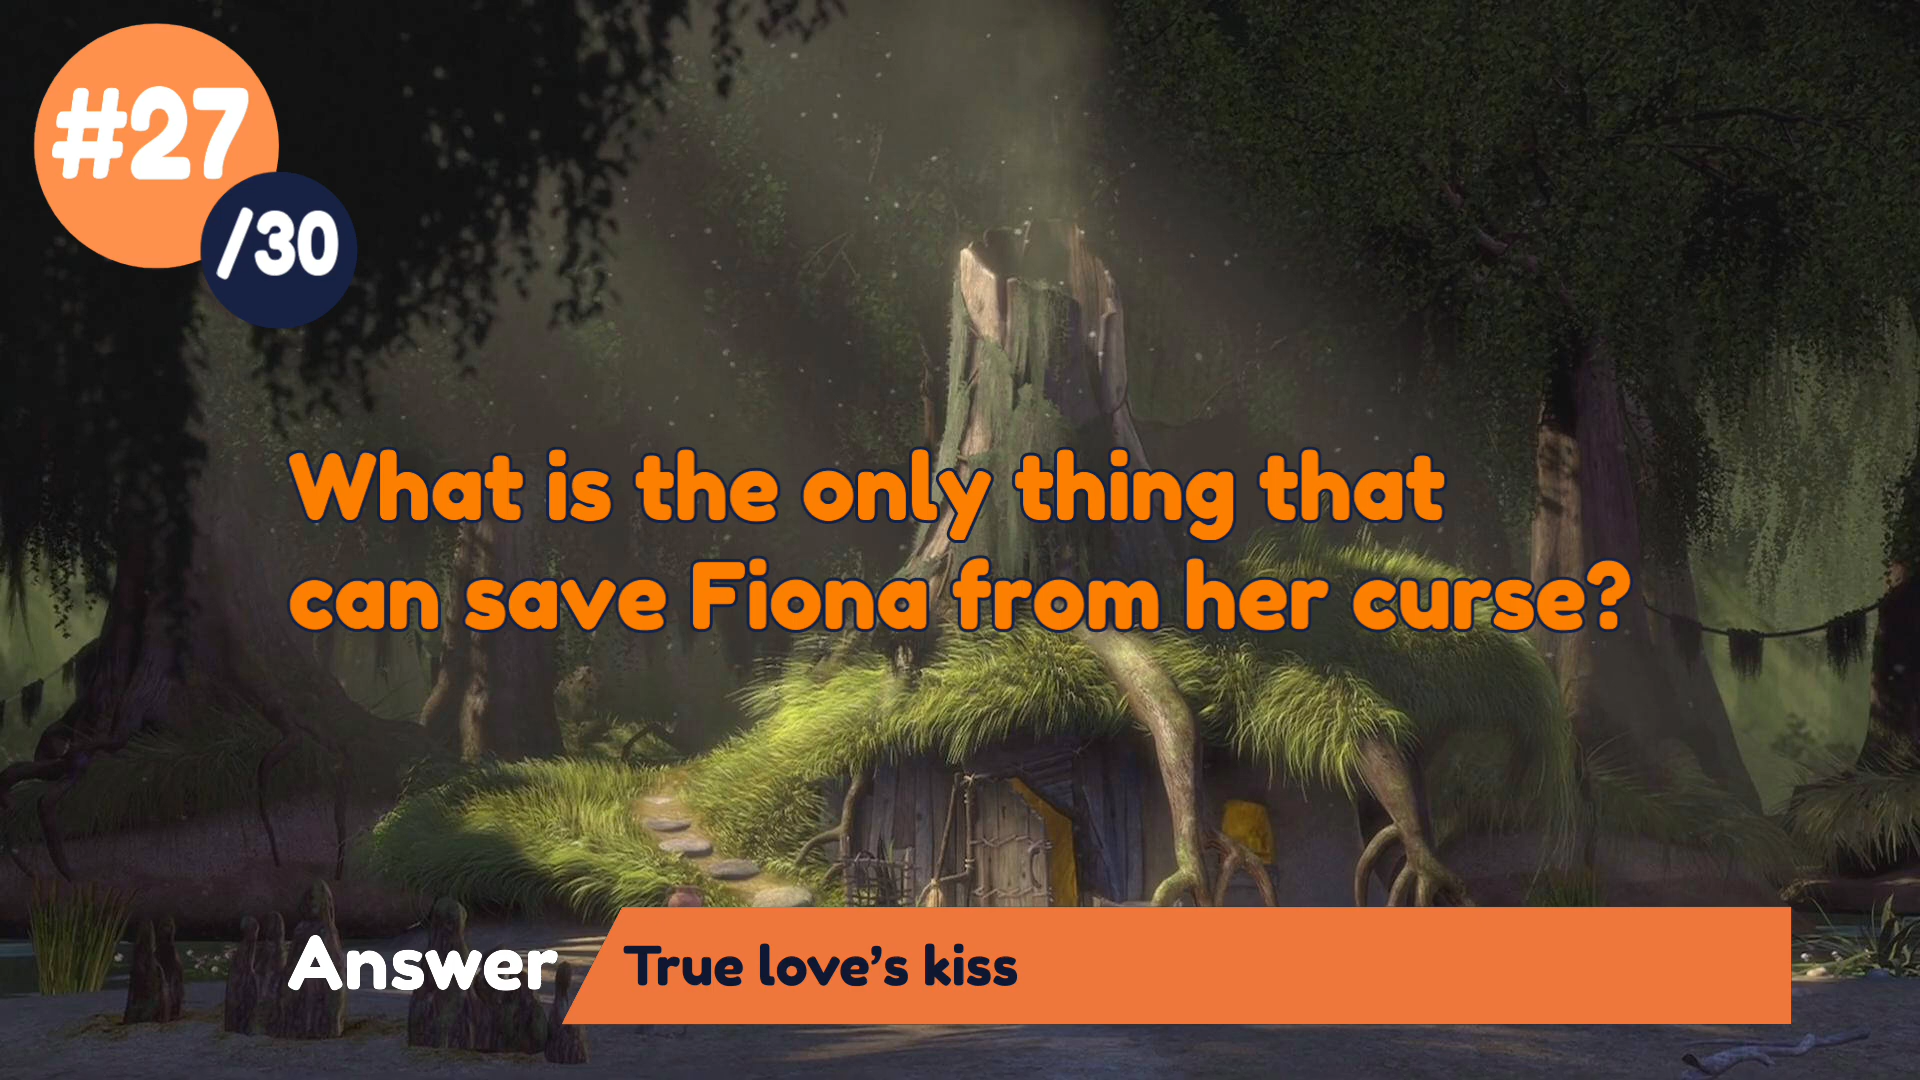 #27
/30
What is the only thing that
can save Fiona from her curse?
Answer
True love’s kiss